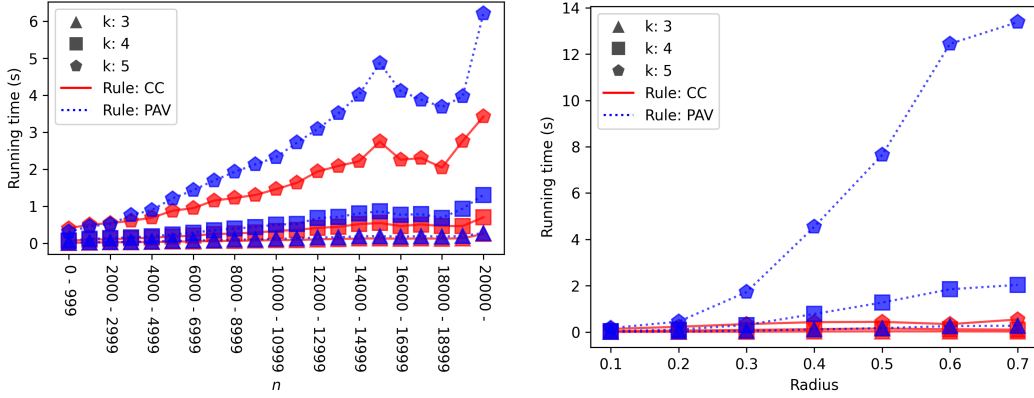 6
5
4
3
2
1
0
Running time (s)
k: 3
k: 4
k: 5
Rule: CC
Rule: PAV
0 - 999
2000 - 2999
4000 - 4999
6000 - 6999
8000 - 8999
10000 - 10999
12000 - 12999
14000 - 14999
16000 - 16999
18000 - 18999
20000 -
n
14
12
10
8
6
4
2
0
Running time (s)
k: 3
k: 4
k: 5
Rule: CC
Rule: PAV
0.1 0.2 0.3 0.4 0.5 0.6 0.7
Radius